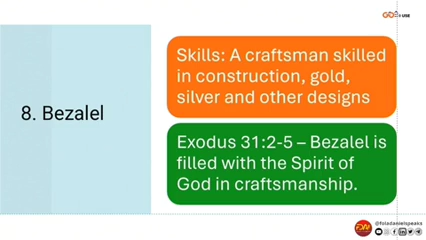 8. Bezalel
Skills: A craftsman skilled
in construction, gold,
silver and other designs
Exodus 31:2-5 – Bezalel is
filled with the Spirit of
God in craftsmanship.
@foladanielspeaks